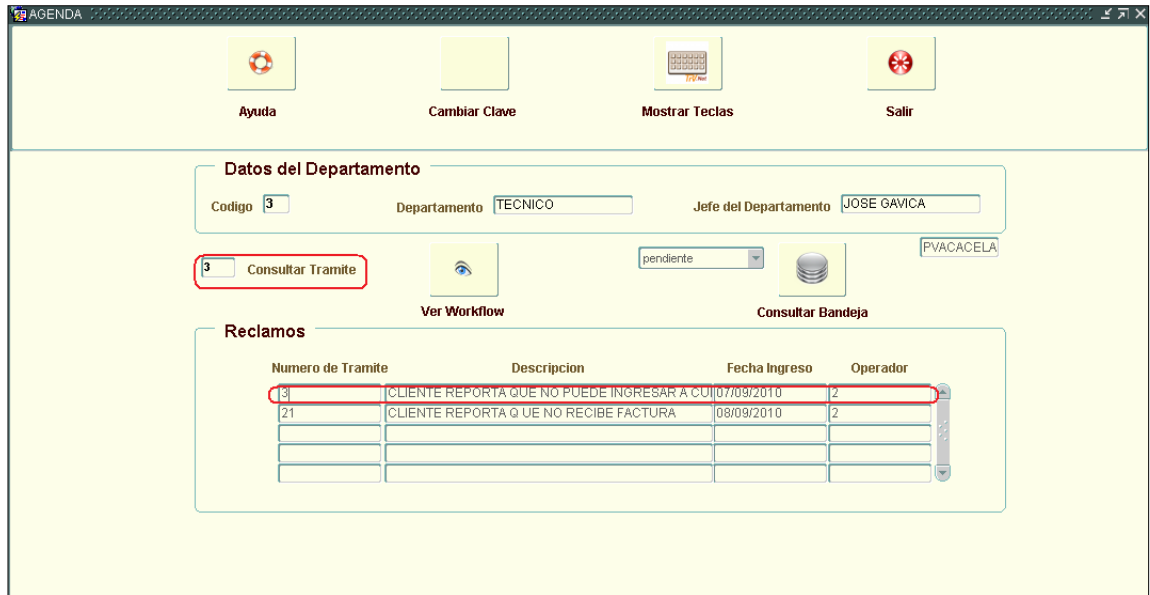 AGENDA
Ayuda Cambiar Clave Mostrar Teclas Salir
Datos del Departamento
Codigo 3 Departamento TECNICO Jefe del Departamento JOSE GAVICA
PVACACELA
3 Consultar Tramite pendiente
Ver Workflow Consultar Bandeja
Reclamos
Numero de Tramite Descripcion Fecha Ingreso Operador
3 CLIENTE REPORTA QUE NO PUEDE INGRESAR A CUI 07/09/2010 2
21 CLIENTE REPORTA Q UE NO RECIBE FACTURA 08/09/2010 2